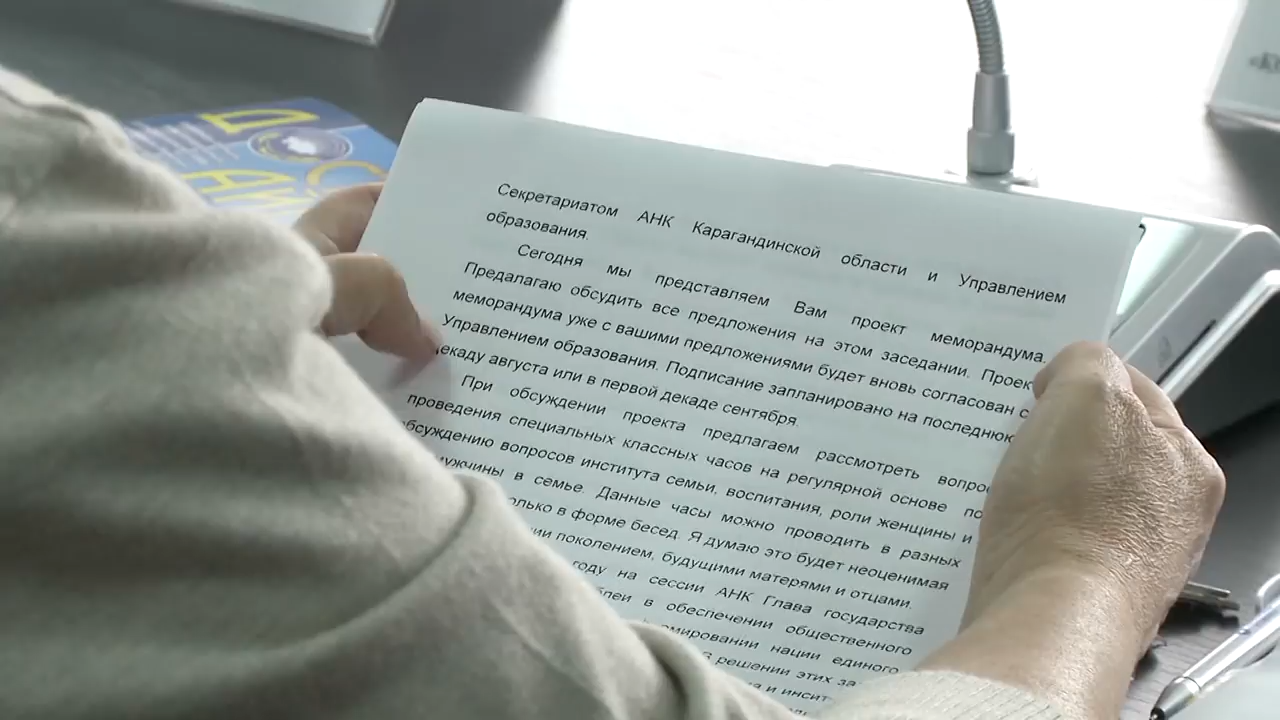 Секретариатом АНК Карагандинской области и Управлением
образования.
Сегодня мы представляем Вам проект меморандума.
Предалагаю обсудить все предложения на этом заседании. Проект
меморандума уже с вашими предложениями будет вновь согласован с
Управлением образования. Подписание запланировано на последнюю
декаду августа или в первой декаде сентября.
При обсуждении проекта предлагаем рассмотреть
проведения специальных классных часов на регулярной основе по
обсуждению вопросов института семьи, воспитания, роли женщины и
мужчины в семье. Данные часы можно проводить в разных
в форме бесед. Я думаю это будет неоценимая
поколением, будущими матерями и отцами.
году на сессии АНК Глава государства
в обеспечении общественного
нации единого
решении этих
и